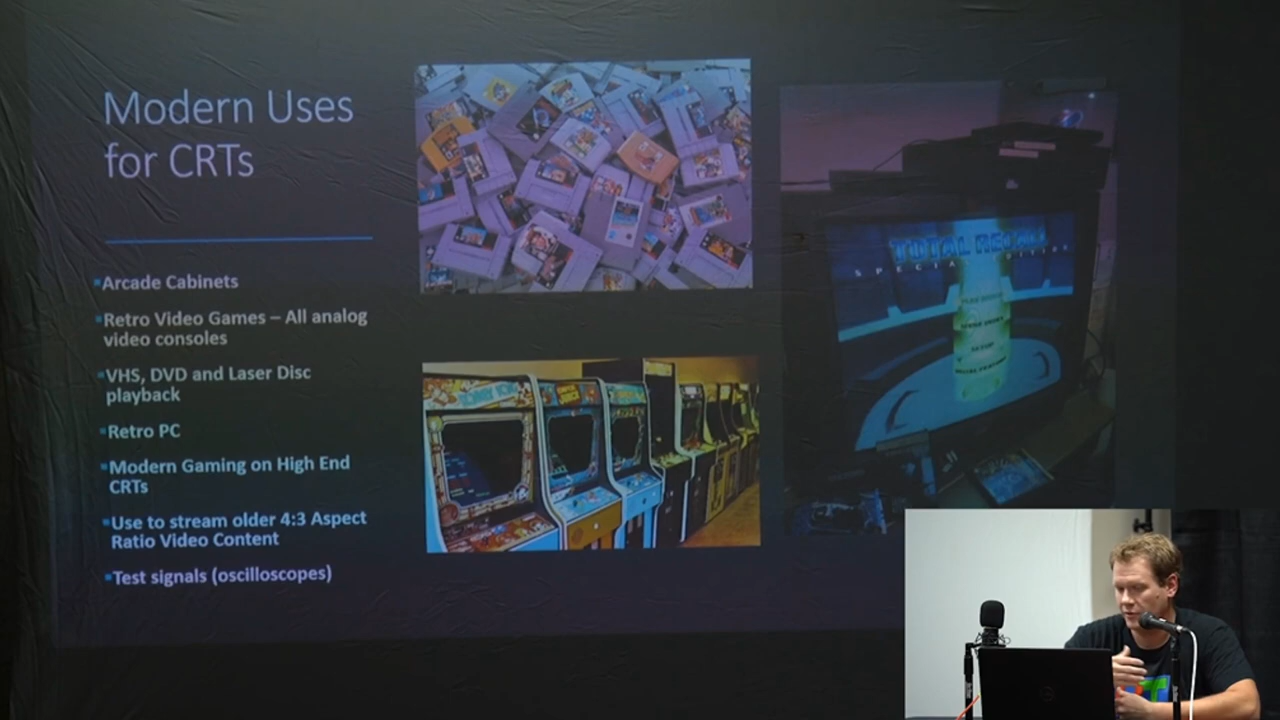 Modern Uses
for CRTs
Arcade Cabinets
Retro Video Games – All analog
video consoles
VHS, DVD and Laser Disc
playback
Retro PC
Modern Gaming on High End
CRTs
Use to stream older 4:3 Aspect
Ratio Video Content
Test signals (oscilloscopes)
TOTAL RECALL
SPECIAL EDITION